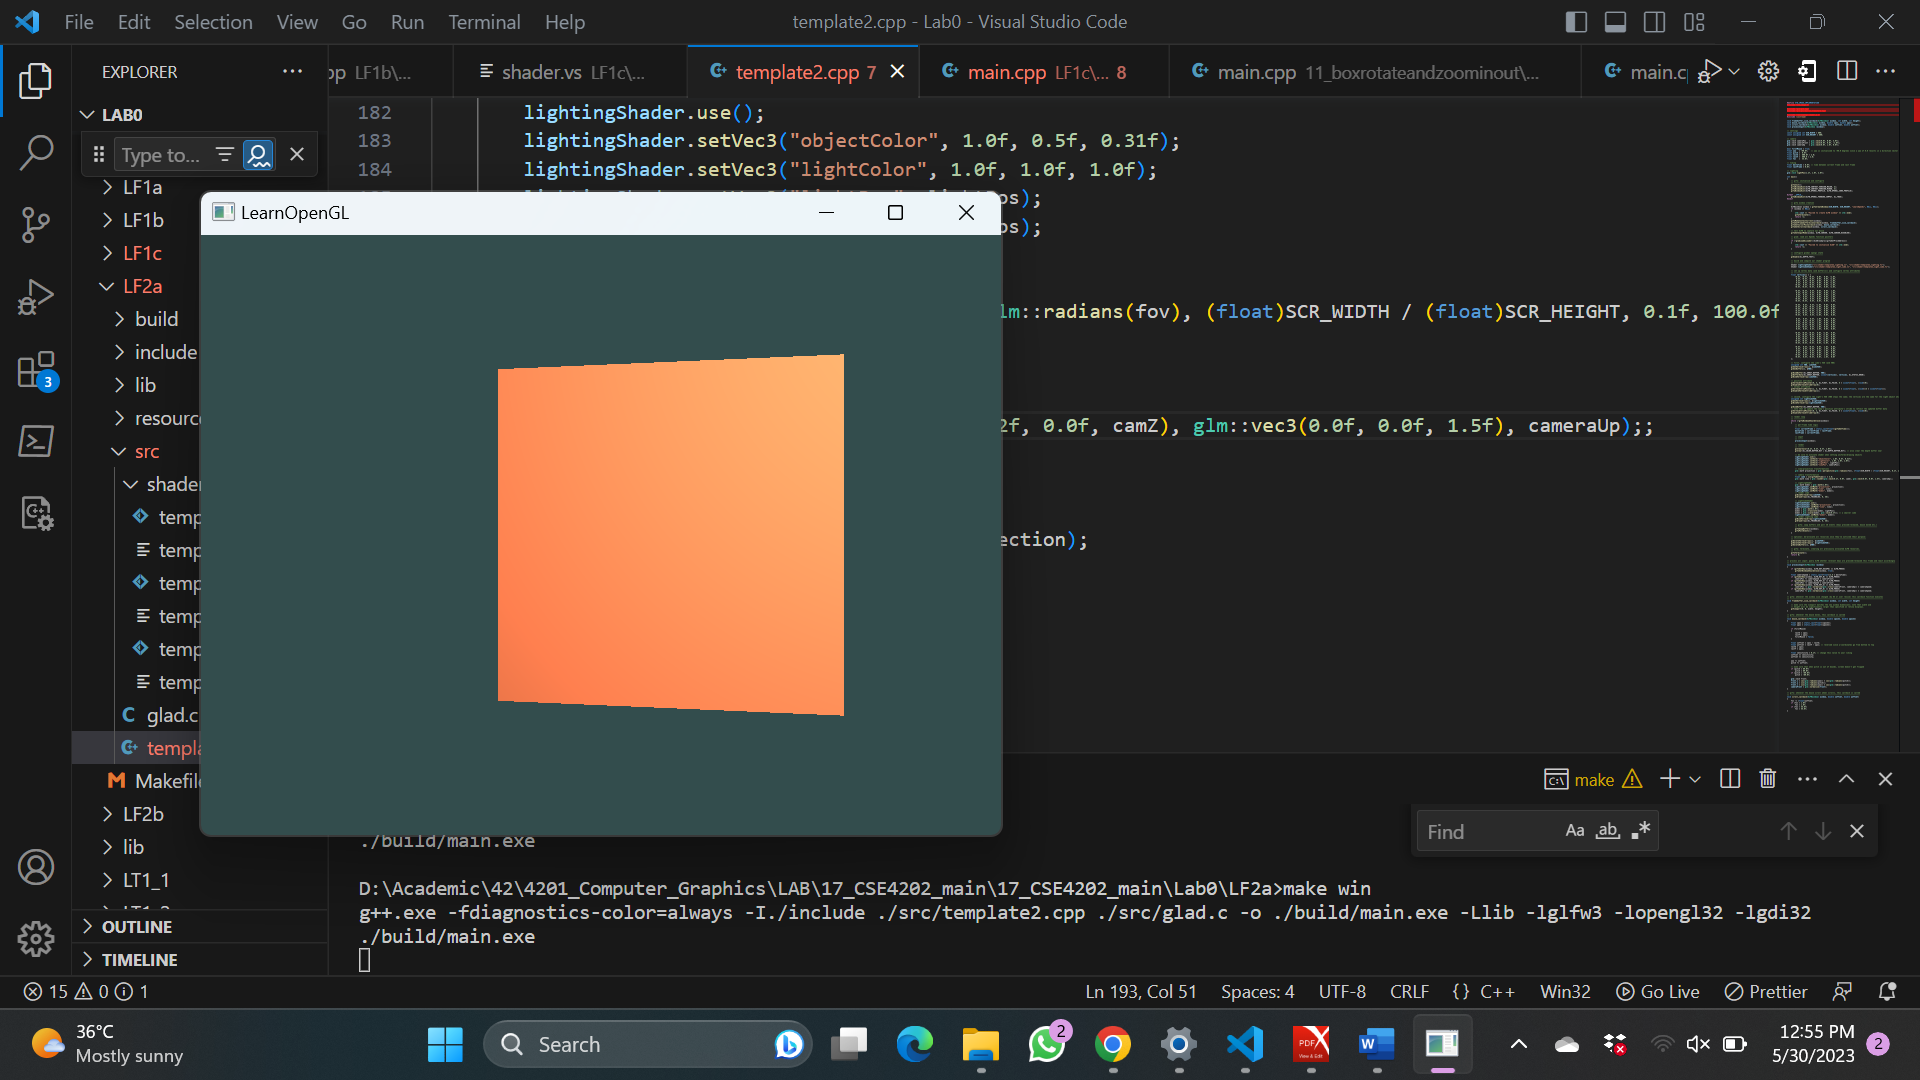 File Edit Selection View Go Run Terminal Help
template2.cpp - Lab0 - Visual Studio Code
EXPLORER
pp LF1b\...
shader.vs LF1c\...
template2.cpp 7
main.cpp LF1c\... 8
main.cpp 11_boxrotateandzoominout\...
main.c
LAB0
Type to...
LF1a
LF1b
LF1c
LF2a
build
include
lib
resourc
src
shader
temp
temp
temp
temp
temp
temp
glad.c
templa
Makefil
LF2b
lib
LT1_1
OUTLINE
TIMELINE
182 lightingShader.use();
183 lightingShader.setVec3("objectColor", 1.0f, 0.5f, 0.31f);
184 lightingShader.setVec3("lightColor", 1.0f, 1.0f, 1.0f);
os);
os);
lm::radians(fov), (float)SCR_WIDTH / (float)SCR_HEIGHT, 0.1f, 100.0f
2f, 0.0f, camZ), glm::vec3(0.0f, 0.0f, 1.5f), cameraUp);;
ection);
LearnOpenGL
make
Find
Aa ab .*
./build/main.exe
D:\Academic\42\4201_Computer_Graphics\LAB\17_CSE4202_main\17_CSE4202_main\Lab0\LF2a>make win
g++.exe -fdiagnostics-color=always -I./include ./src/template2.cpp ./src/glad.c -o ./build/main.exe -Llib -lglfw3 -lopengl32 -lgdi32
./build/main.exe
15 0 1
Ln 193, Col 51 Spaces: 4 UTF-8 CRLF {} C++ Win32 Go Live Prettier
36°C
Mostly sunny
Search
2
12:55 PM
5/30/2023
2
3